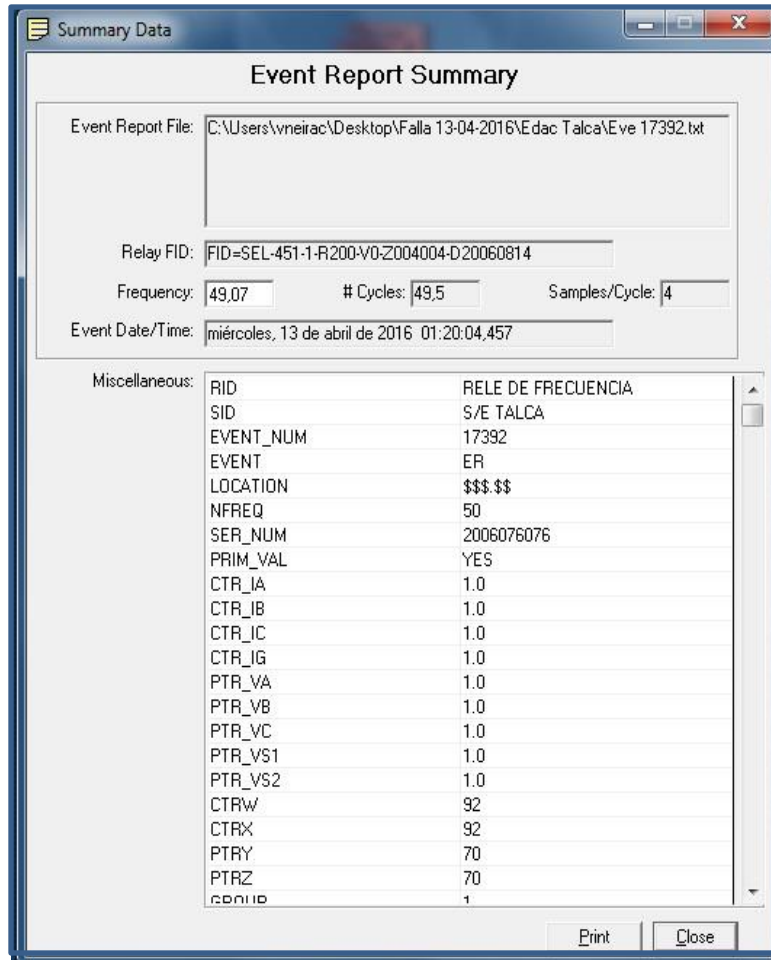 Summary Data
Event Report Summary
Event Report File: C:\Users\vneirac\Desktop\Falla 13-04-2016\Edac Talca\Eve 17392.txt
Relay FID: FID=SEL-451-1-R200-V0-Z004004-D20060814
Frequency: 49,07 # Cycles: 49,5 Samples/Cycle: 4
Event Date/Time: miércoles, 13 de abril de 2016 01:20:04,457
Miscellaneous:
RID RELE DE FRECUENCIA
SID S/E TALCA
EVENT_NUM 17392
EVENT ER
LOCATION $$$.$$
NFREQ 50
SER_NUM 2006076076
PRIM_VAL YES
CTR_IA 1.0
CTR_IB 1.0
CTR_IC 1.0
CTR_IG 1.0
PTR_VA 1.0
PTR_VB 1.0
PTR_VC 1.0
PTR_VS1 1.0
PTR_VS2 1.0
CTRW 92
CTRX 92
PTRY 70
PTRZ 70
GROUP 1
Print Close